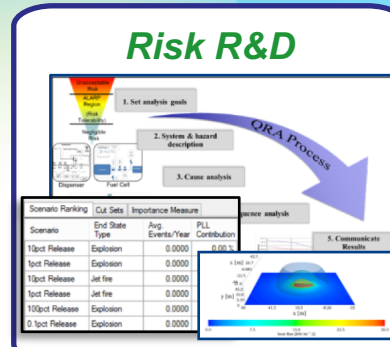 Risk R&D
Unacceptable
Risk
ALARP
Region
(Risk
Tolerability)
Negligible
Risk
1. Set analysis goals
2. System & hazard
description
QRA Process
Dispenser
Fuel Cell
3. Cause analysis
quence analysis
5. Communicate
Results
Scenario Ranking Cut Sets Importance Measure
Scenario End State Type Avg. Events/Year PLL Contribution
10pct Release Explosion 0.0000 0.00 %
1pct Release Explosion 0.0000
10pct Release Jet fire 0.0000
1pct Release Jet fire 0.0000
100pct Release Explosion 0.0000
0.1pct Release Explosion 0.0000
z [m]
y [m]
x [m]